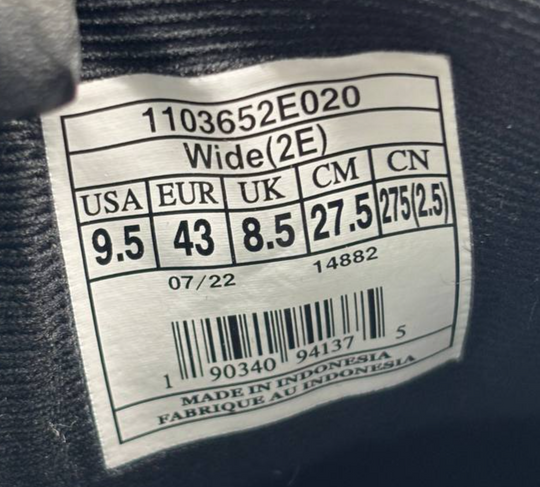 1103652E020
Wide(2E)
USA EUR UK CM CN
9.5 43 8.5 27.5 275(2.5)
07/22 14882
1 90340 94137 5
MADE IN INDONESIA
FABRIQUE AU INDONESIA